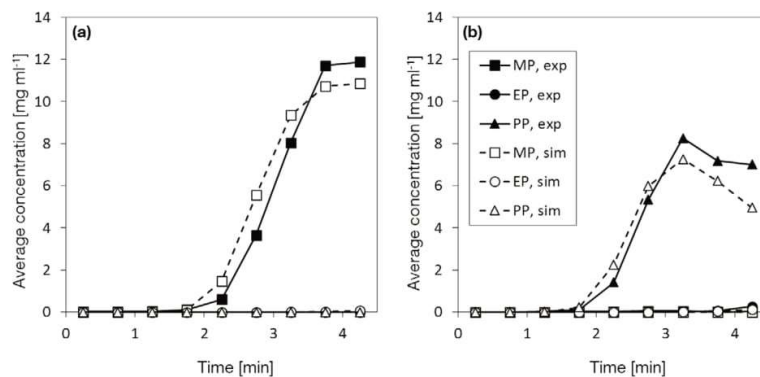 (a)
14
12
10
8
6
4
2
0
0 1 2 3 4
Average concentration [mg ml-1]
Time [min]
(b)
14
12
10
8
6
4
2
0
0 1 2 3 4
Average concentration [mg ml-1]
Time [min]
MP, exp
EP, exp
PP, exp
MP, sim
EP, sim
PP, sim